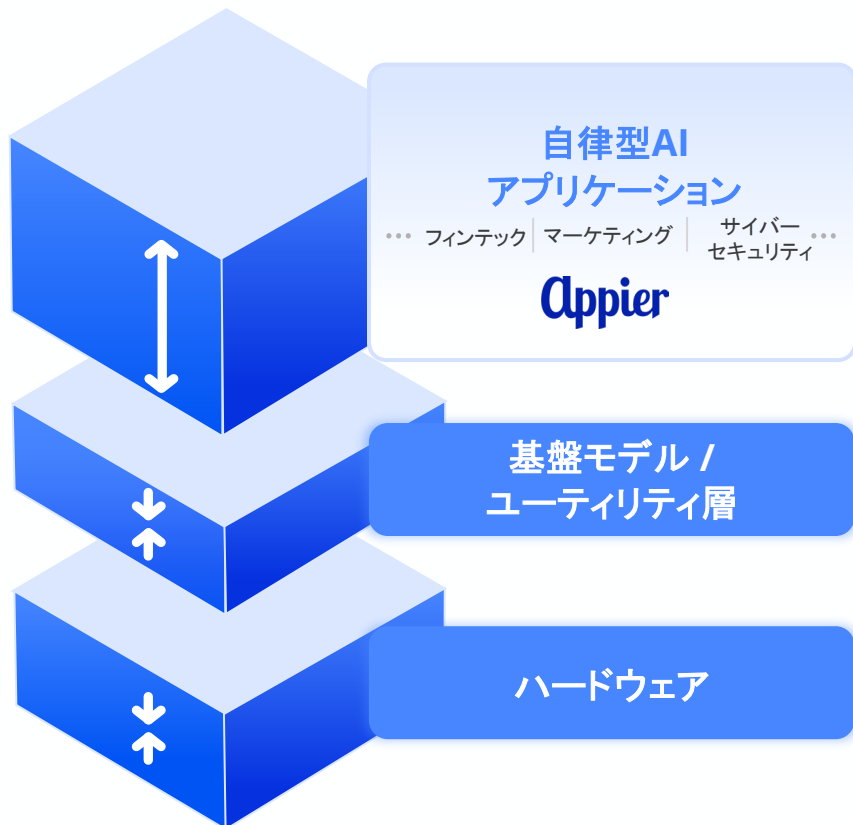 自律型AI
アプリケーション
… フィンテック マーケティング サイバー
セキュリティ …
appier
基盤モデル /
ユーティリティ層
ハードウェア